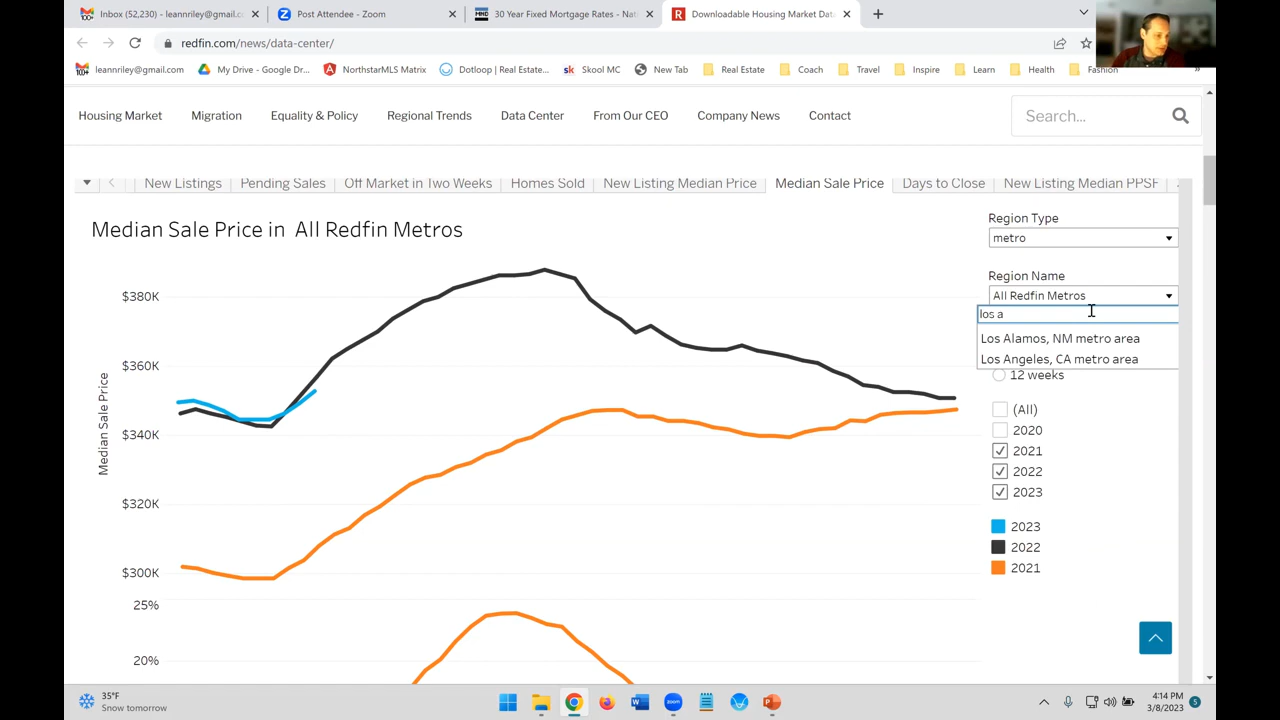 Inbox (52,230) - leannriley@gmail.c
Post Attendee - Zoom
30 Year Fixed Mortgage Rates - Nat
Downloadable Housing Market Dat
redfin.com/news/data-center/
leannriley@gmail.com
My Drive - Google Dr...
NorthstarMLS Matrix
Dotloop | Real Estate...
sk Skool MC
New Tab
Real Estate
Coach
Travel
Inspire
Learn
Health
Fashion
»
Housing Market
Migration
Equality & Policy
Regional Trends
Data Center
From Our CEO
Company News
Contact
Search...
New Listings
Pending Sales
Off Market in Two Weeks
Homes Sold
New Listing Median Price
Median Sale Price
Days to Close
New Listing Median PPSF
Median Sale Price in All Redfin Metros
Region Type
metro
Region Name
All Redfin Metros
los a
Los Alamos, NM metro area
Los Angeles, CA metro area
12 weeks
(All)
2020
2021
2022
2023
2023
2022
2021
Median Sale Price
$380K
$360K
$340K
$320K
$300K
25%
20%
35°F
Snow tomorrow
4:14 PM
3/8/2023
5